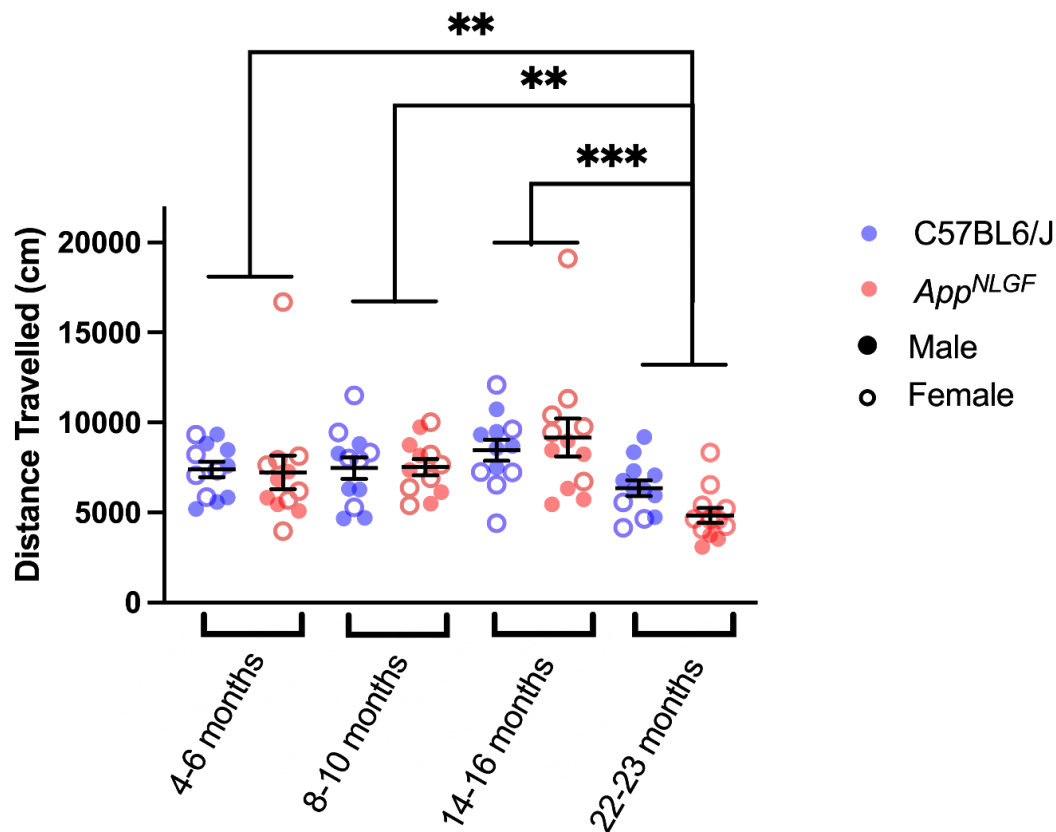 **
**
***
Distance Travelled (cm)
20000
15000
10000
5000
0
4-6 months
8-10 months
14-16 months
22-23 months
C57BL6/J
App^NLGF
Male
Female